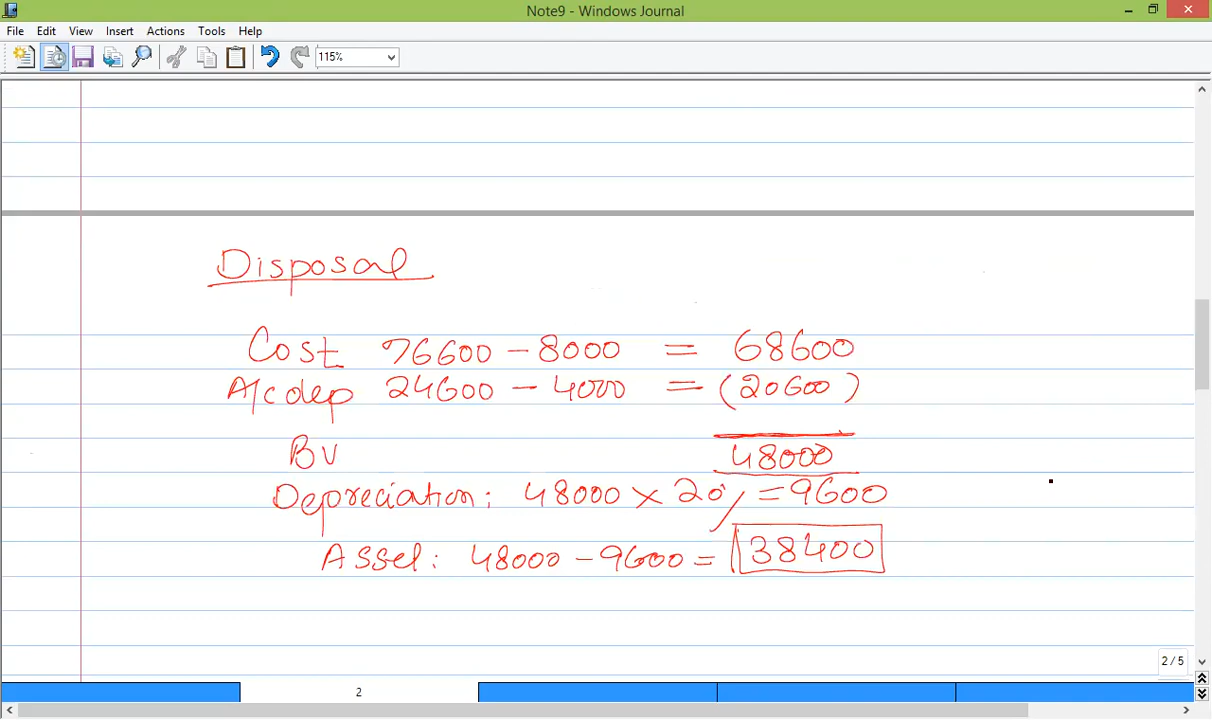 Note9 - Windows Journal
File Edit View Insert Actions Tools Help
115%
Disposal
Cost 76600 - 8000 = 68600
A/c dep 24600 - 4000 = (20600)
BV 48000
Depreciation: 48000 × 20% = 9600
Asset: 48000 - 9600 = 38400
2 / 5
2